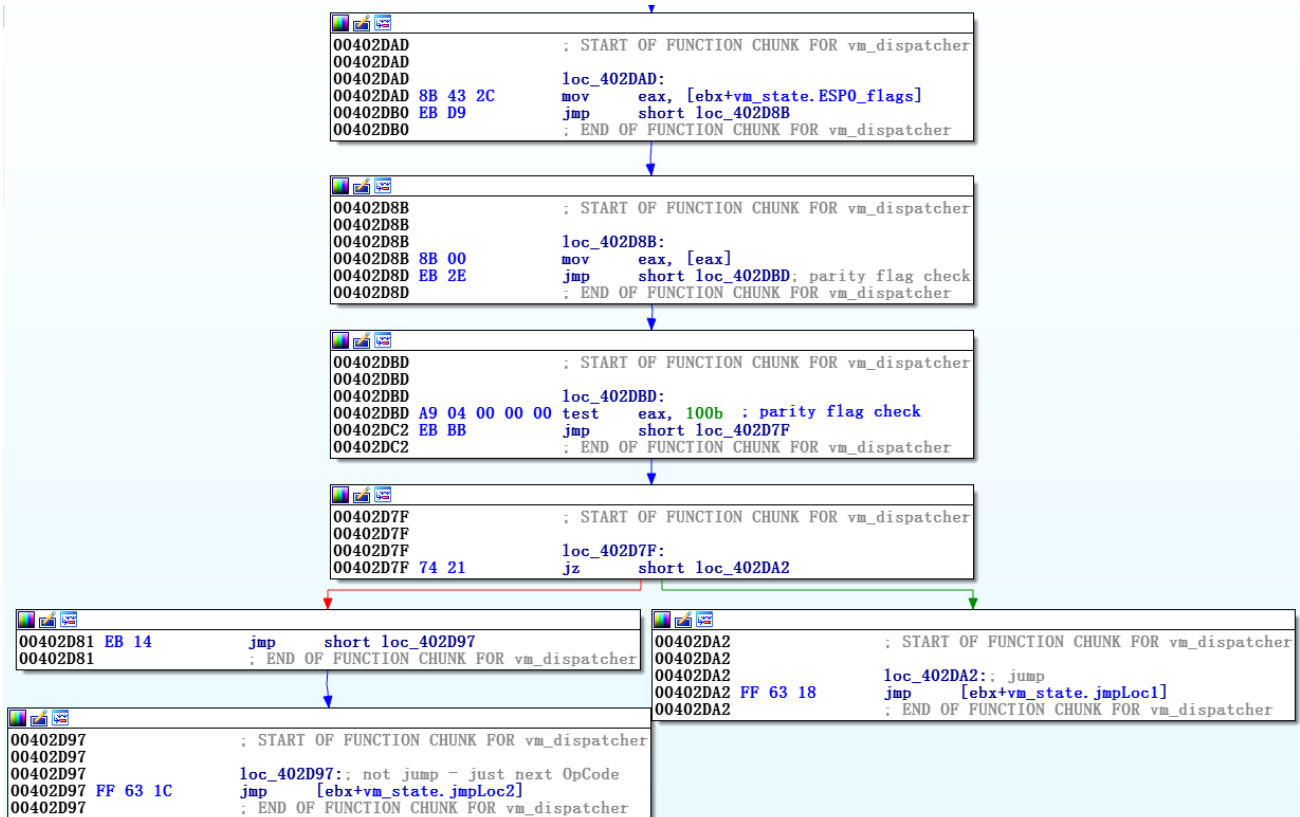 00402DAD ; START OF FUNCTION CHUNK FOR vm_dispatcher
00402DAD
00402DAD loc_402DAD:
00402DAD 8B 43 2C mov eax, [ebx+vm_state.ESP0_flags]
00402DB0 EB D9 jmp short loc_402D8B
00402DB0 ; END OF FUNCTION CHUNK FOR vm_dispatcher
00402D8B ; START OF FUNCTION CHUNK FOR vm_dispatcher
00402D8B
00402D8B loc_402D8B:
00402D8B 8B 00 mov eax, [eax]
00402D8D EB 2E jmp short loc_402DBD; parity flag check
00402D8D ; END OF FUNCTION CHUNK FOR vm_dispatcher
00402DBD ; START OF FUNCTION CHUNK FOR vm_dispatcher
00402DBD
00402DBD loc_402DBD:
00402DBD A9 04 00 00 00 test eax, 100b ; parity flag check
00402DC2 EB BB jmp short loc_402D7F
00402DC2 ; END OF FUNCTION CHUNK FOR vm_dispatcher
00402D7F ; START OF FUNCTION CHUNK FOR vm_dispatcher
00402D7F
00402D7F loc_402D7F:
00402D7F 74 21 jz short loc_402DA2
00402D81 EB 14 jmp short loc_402D97
00402D81 ; END OF FUNCTION CHUNK FOR vm_dispatcher
00402DA2 ; START OF FUNCTION CHUNK FOR vm_dispatcher
00402DA2
00402DA2 loc_402DA2:; jump
00402DA2 FF 63 18 jmp [ebx+vm_state.jmpLoc1]
00402DA2 ; END OF FUNCTION CHUNK FOR vm_dispatcher
00402D97 ; START OF FUNCTION CHUNK FOR vm_dispatcher
00402D97
00402D97 loc_402D97:; not jump - just next OpCode
00402D97 FF 63 1C jmp [ebx+vm_state.jmpLoc2]
00402D97 ; END OF FUNCTION CHUNK FOR vm_dispatcher